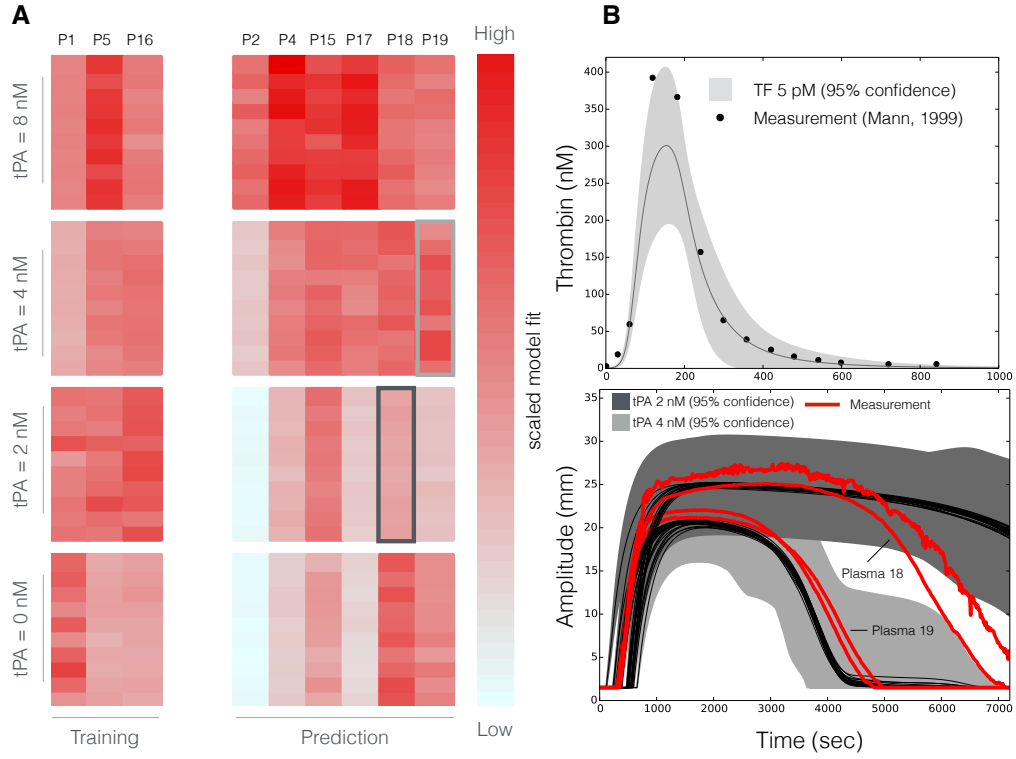 A
P1 P5 P16
P2 P4 P15 P17 P18 P19
High
tPA = 8 nM
tPA = 4 nM
tPA = 2 nM
tPA = 0 nM
Training
Prediction
scaled model fit
Low
B
Thrombin (nM)
400
350
300
250
200
150
100
50
0
0 200 400 600 800 1000
TF 5 pM (95% confidence)
Measurement (Mann, 1999)
Amplitude (mm)
35
30
25
20
15
10
5
0
tPA 2 nM (95% confidence)
tPA 4 nM (95% confidence)
Measurement
Plasma 18
Plasma 19
0 1000 2000 3000 4000 5000 6000 7000
Time (sec)